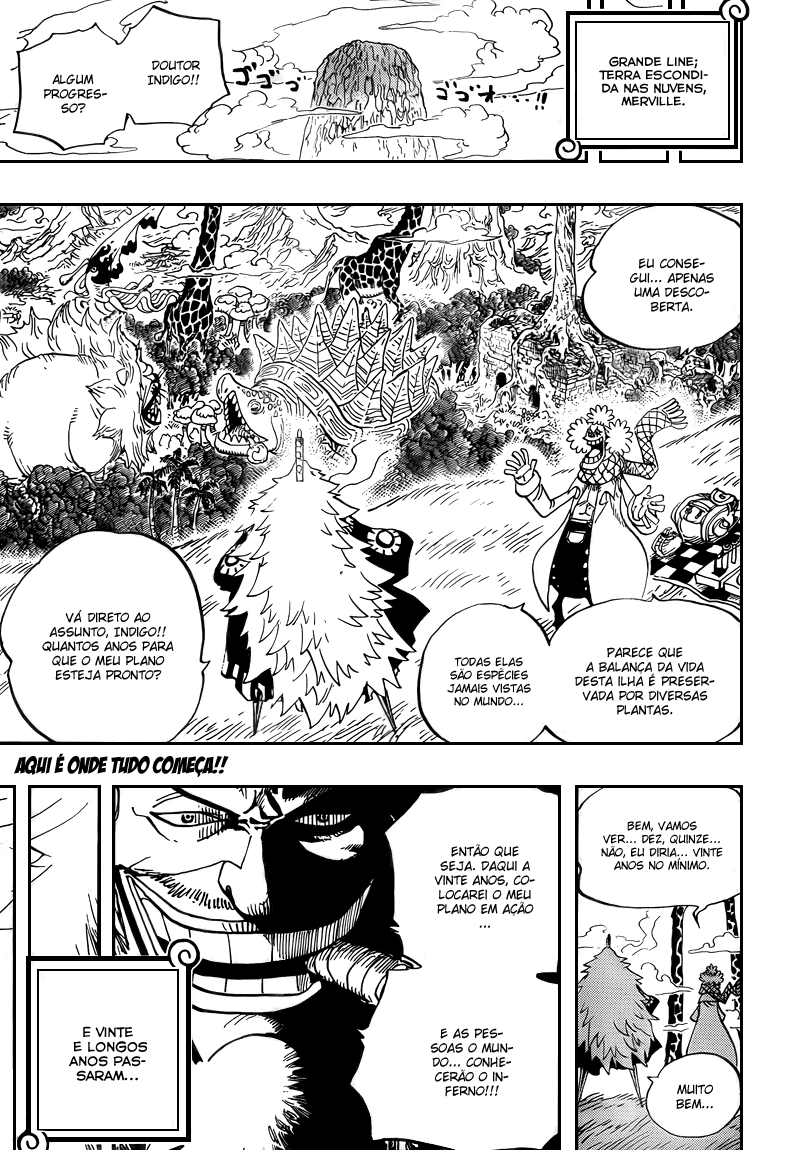 GRANDE LINE;
TERRA ESCONDI-
DA NAS NUVENS,
MERVILLE.
ゴゴゴ
ゴゴオ...!!
DOUTOR
INDIGO!!
ALGUM
PROGRES-
SO?
EU CONSE-
GUI... APENAS
UMA DESCO-
BERTA.
PARECE QUE
A BALANÇA DA VIDA
DESTA ILHA É PRESER-
VADA POR DIVERSAS
PLANTAS.
TODAS ELAS
SÃO ESPÉCIES
JAMAIS VISTAS
NO MUNDO...
VÁ DIRETO AO
ASSUNTO, INDIGO!!
QUANTOS ANOS PARA
QUE O MEU PLANO
ESTEJA PRONTO?
AQUI É ONDE TUDO COMEÇA!!
BEM, VAMOS
VER... DEZ, QUINZE...
NÃO, EU DIRIA... VINTE
ANOS NO MÍNIMO.
MUITO
BEM...
ENTÃO QUE
SEJA. DAQUI A
VINTE ANOS, CO-
LOCAREI O MEU
PLANO EM AÇÃO
...
E AS PES-
SOAS O MUN-
DO... CONHE-
CERÃO O IN-
FERNO!!!
E VINTE
E LONGOS
ANOS PAS-
SARAM...